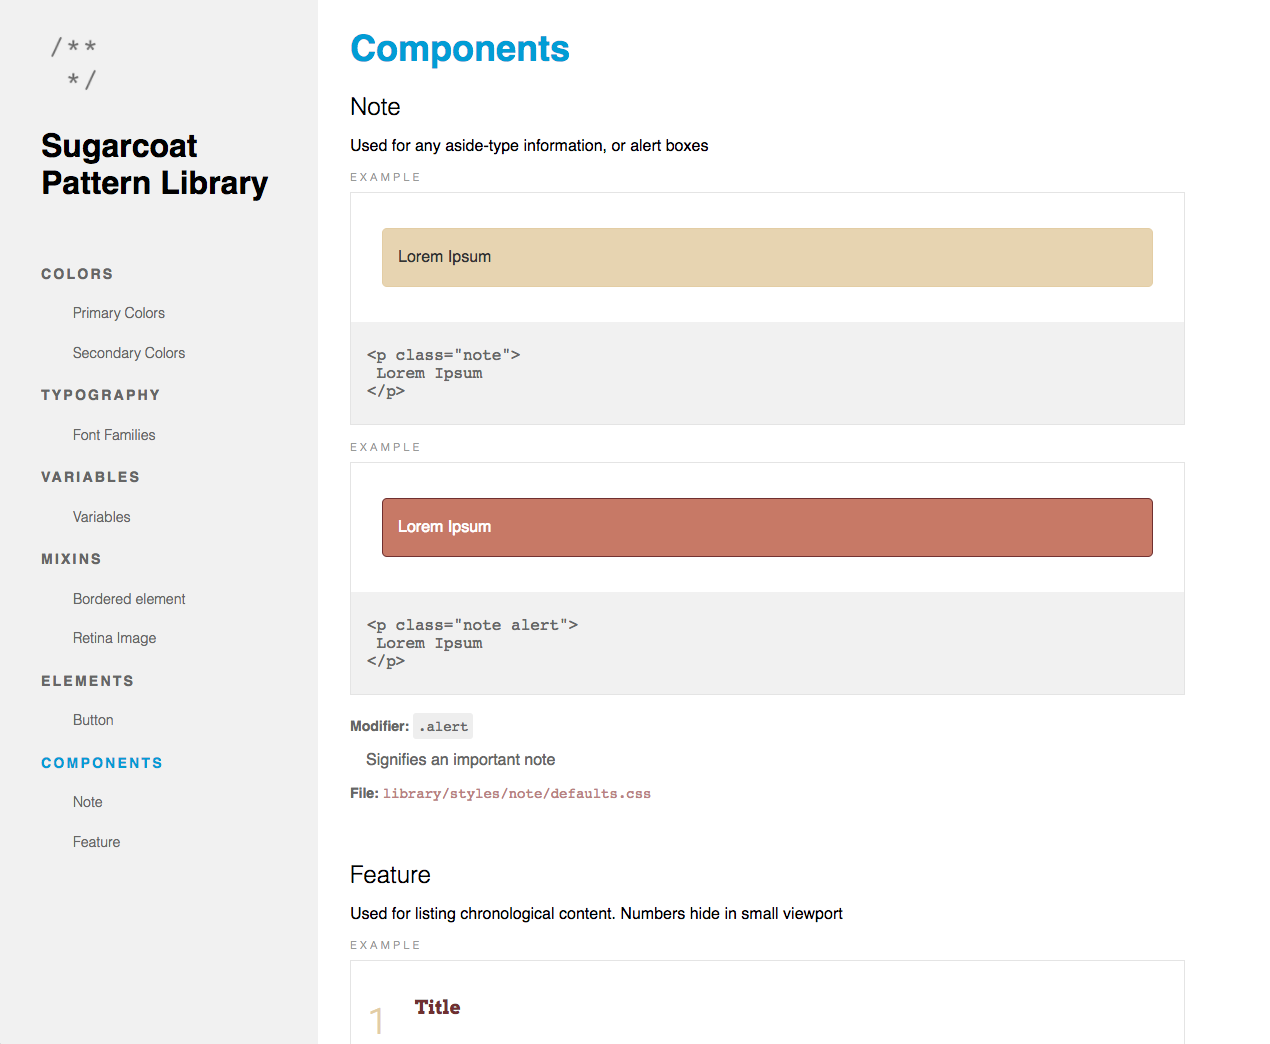 /**
*/
Sugarcoat
Pattern Library
COLORS
Primary Colors
Secondary Colors
TYPOGRAPHY
Font Families
VARIABLES
Variables
MIXINS
Bordered element
Retina Image
ELEMENTS
Button
COMPONENTS
Note
Feature
Components
Note
Used for any aside-type information, or alert boxes
EXAMPLE
Lorem Ipsum
<p class="note">
Lorem Ipsum
</p>
EXAMPLE
Lorem Ipsum
<p class="note alert">
Lorem Ipsum
</p>
Modifier: .alert
Signifies an important note
File: library/styles/note/defaults.css
Feature
Used for listing chronological content. Numbers hide in small viewport
EXAMPLE
1 Title